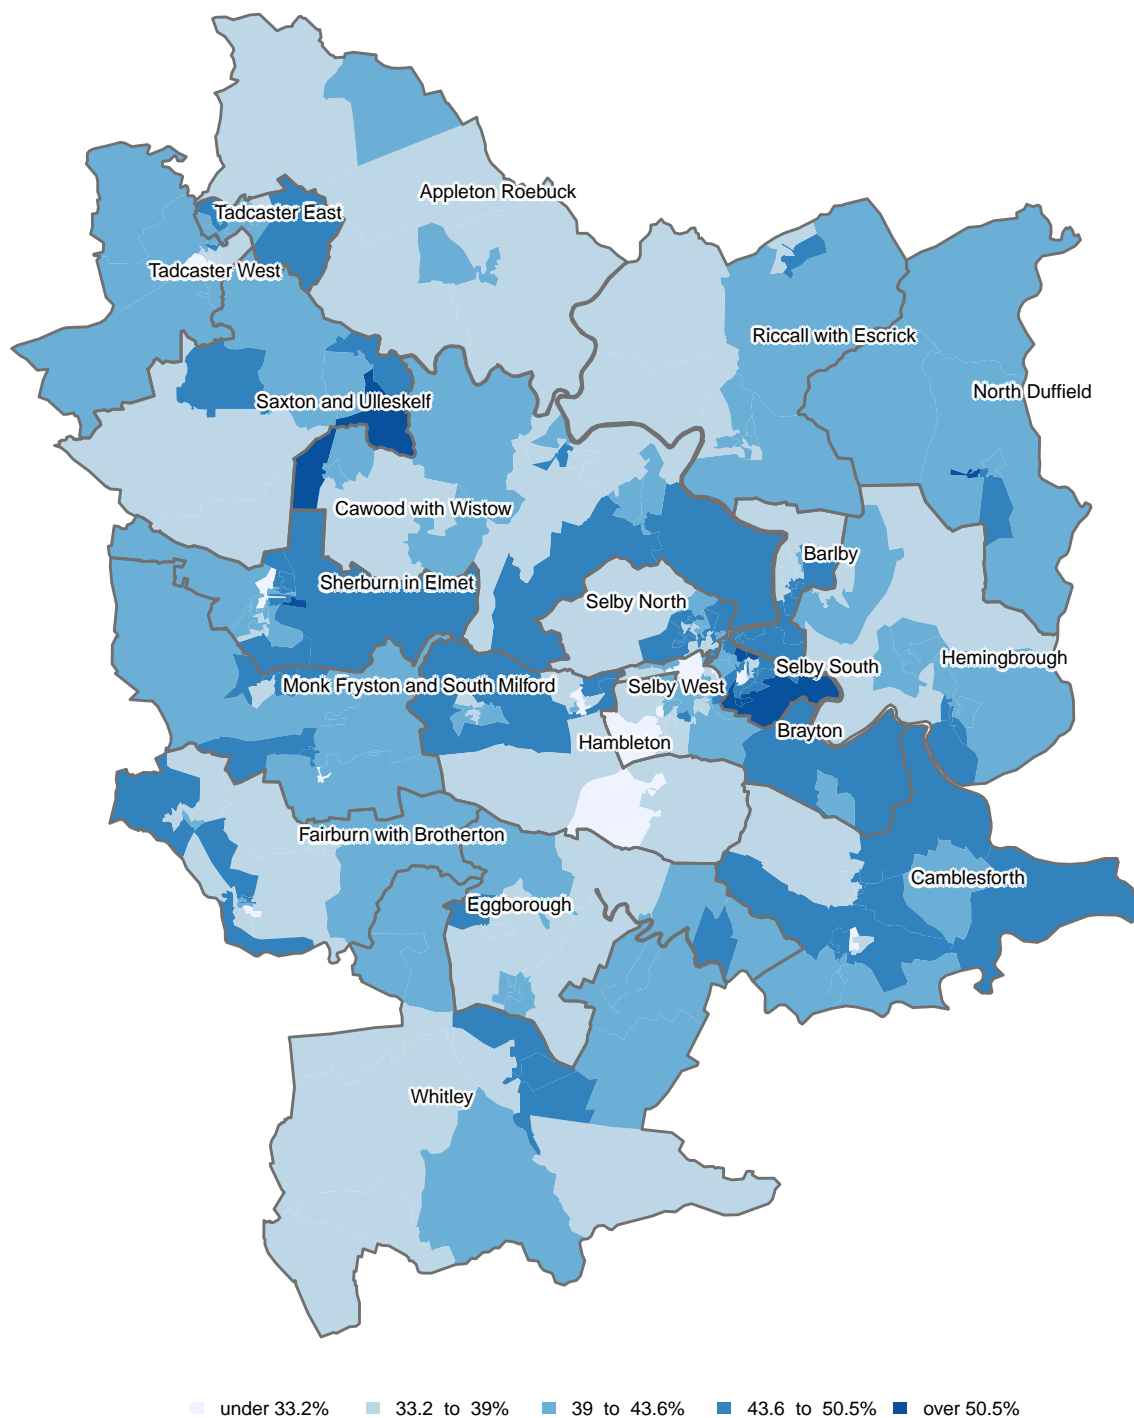 Appleton Roebuck
Tadcaster East
Tadcaster West
Riccall with Escrick
North Duffield
Saxton and Ulleskelf
Cawood with Wistow
Barlby
Sherburn in Elmet
Selby North
Hemingbrough
Selby South
Monk Fryston and South Milford
Selby West
Brayton
Hambleton
Fairburn with Brotherton
Camblesforth
Eggborough
Whitley
under 33.2% 33.2 to 39% 39 to 43.6% 43.6 to 50.5% over 50.5%